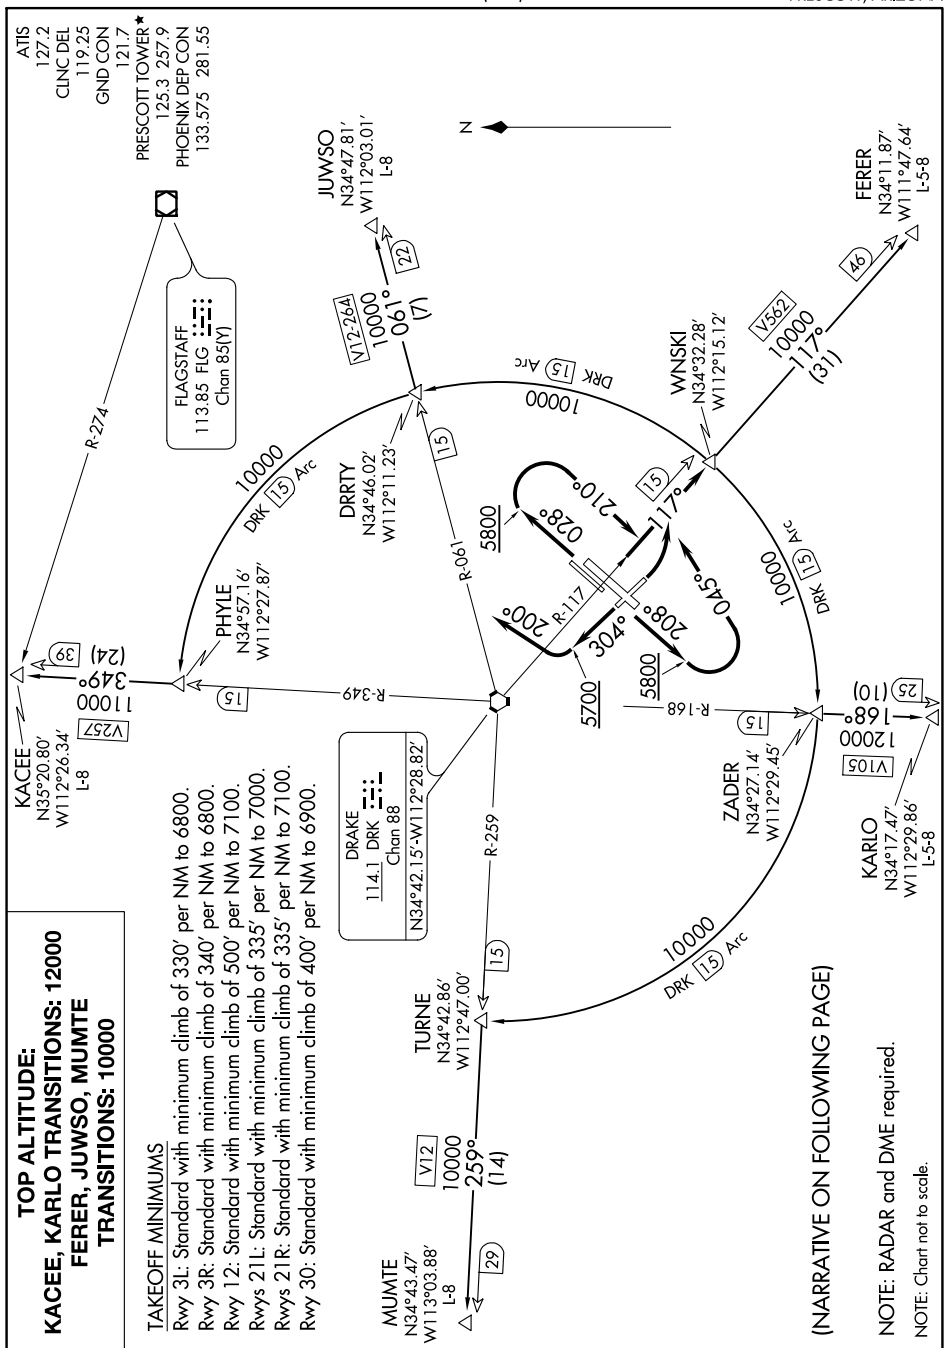 ATIS
127.2
CLNC DEL
119.25
GND CON
121.7
PRESCOTT TOWER★
125.3 257.9
PHOENIX DEP CON
133.575 281.55
TOP ALTITUDE:
KACEE, KARLO TRANSITIONS: 12000
FERER, JUWSO, MUMTE
TRANSITIONS: 10000
TAKEOFF MINIMUMS
Rwy 3L: Standard with minimum climb of 330' per NM to 6800.
Rwy 3R: Standard with minimum climb of 340' per NM to 6800.
Rwy 12: Standard with minimum climb of 500' per NM to 7100.
Rwys 21L: Standard with minimum climb of 335' per NM to 7000.
Rwys 21R: Standard with minimum climb of 335' per NM to 7100.
Rwy 30: Standard with minimum climb of 400' per NM to 6900.
KACEE
N35°20.80'
W112°26.34'
L-8
39
V257
11000
349°
(24)
R-274
FLAGSTAFF
113.85 FLG
Chan 85(Y)
PHYLE
N34°57.16'
W112°27.87'
15
R-349
10000
DRK 15 Arc
JUWSO
N34°47.81'
W112°03.01'
L-8
22
V12-264
10000
061°
(7)
DRRTY
N34°46.02'
W112°11.23'
15
R-061
N
10000
DRK 15 Arc
DRAKE
114.1 DRK
Chan 88
N34°42.15'-W112°28.82'
R-259
15
TURNE
N34°42.86'
W112°47.00'
V12
10000
259°
(14)
MUMTE
N34°43.47'
W113°03.88'
L-8
29
R-117
200°
5700
304°
5800
028°
210°
117°
15
5800
208°
045°
WNSKI
N34°32.28'
W112°15.12'
V562
10000
117°
(31)
46
FERER
N34°11.87'
W111°47.64'
L-5-8
10000
DRK 15 Arc
R-168
15
ZADER
N34°27.14'
W112°29.45'
V105
12000
168°
(10)
25
KARLO
N34°17.47'
W112°29.86'
L-5-8
10000
DRK 15 Arc
(NARRATIVE ON FOLLOWING PAGE)
NOTE: RADAR and DME required.
NOTE: Chart not to scale.